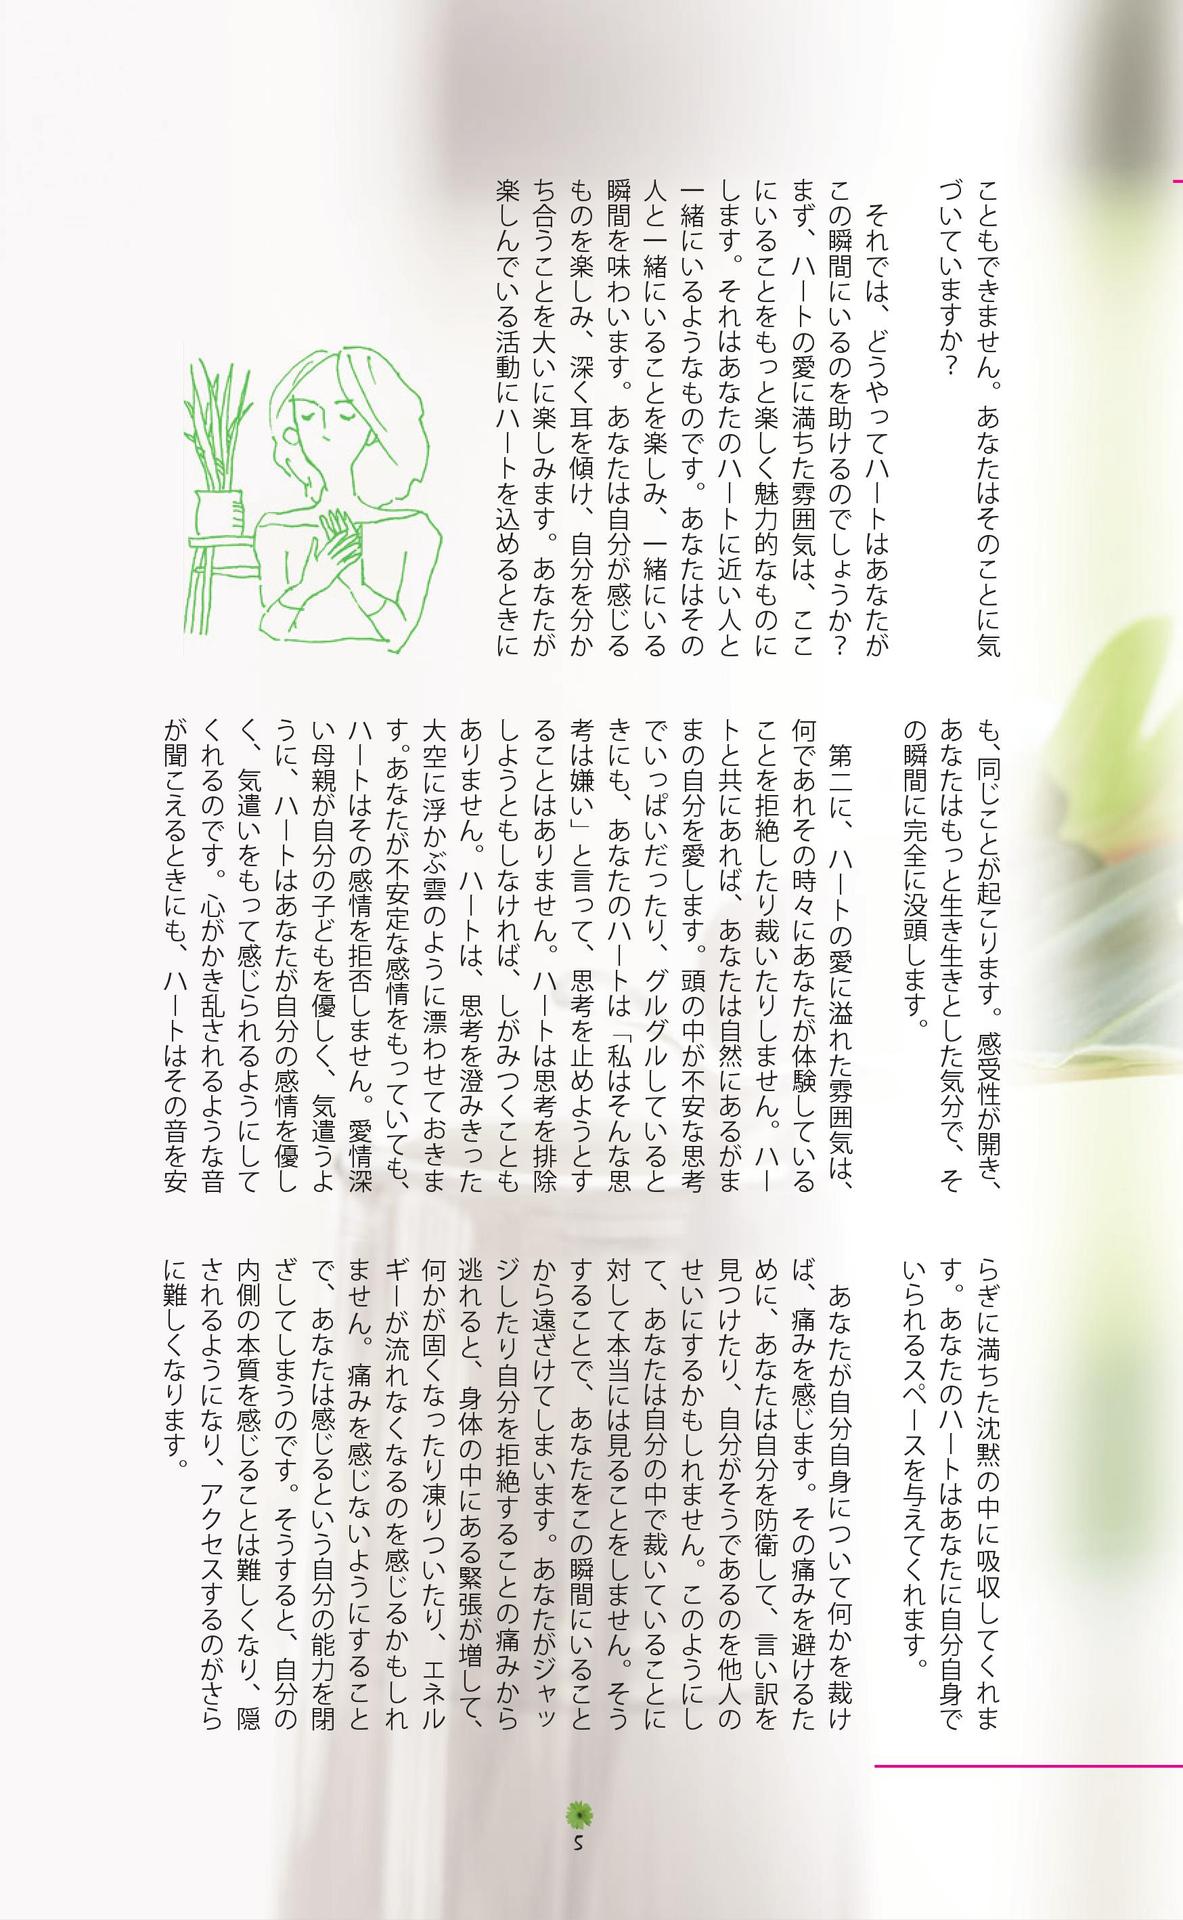 こともできません。あなたはそのことに気
づいていますか？
それでは、どうやってハートはあなたが
この瞬間にいるのを助けるのでしょうか？
まず、ハートの愛に満ちた雰囲気は、ここ
にいることをもっと楽しく魅力的なものに
します。それはあなたのハートに近い人と
一緒にいるようなものです。あなたはその
人と一緒にいることを楽しみ、一緒にいる
瞬間を味わいます。あなたは自分が感じる
ものを楽しみ、深く耳を傾け、自分を分か
ち合うことを大いに楽しみます。あなたが
楽しんでいる活動にハートを込めるときに
も、同じことが起こります。感受性が開き、
あなたはもっと生き生きとした気分で、そ
の瞬間に完全に没頭します。
第二に、ハートの愛に溢れた雰囲気は、
何であれその時々にあなたが体験している
ことを拒絶したり裁いたりしません。ハー
トと共にあれば、あなたは自然にあるがま
まの自分を愛します。頭の中が不安な思考
でいっぱいだったり、グルグルしていると
きにも、あなたのハートは「私はそんな思
考は嫌い」と言って、思考を止めようとす
ることはありません。ハートは思考を排除
しようともしなければ、しがみつくことも
ありません。ハートは、思考を澄みきった
大空に浮かぶ雲のように漂わせておきま
す。あなたが不安定な感情をもっていても、
ハートはその感情を拒否しません。愛情深
い母親が自分の子どもを優しく、気遣うよ
うに、ハートはあなたが自分の感情を優し
く、気遣いをもって感じられるようにして
くれるのです。心がかき乱されるような音
が聞こえるときにも、ハートはその音を安
らぎに満ちた沈黙の中に吸収してくれま
す。あなたのハートはあなたに自分自身で
いられるスペースを与えてくれます。
あなたが自分自身について何かを裁け
ば、痛みを感じます。その痛みを避けるた
めに、あなたは自分を防衛して、言い訳を
見つけたり、自分がそうであるのを他人の
せいにするかもしれません。このようにし
て、あなたは自分の中で裁いていることに
対して本当には見ることをしません。そう
することで、あなたをこの瞬間にいること
から遠ざけてしまいます。あなたがジャッ
ジしたり自分を拒絶することの痛みから
逃れると、身体の中にある緊張が増して、
何かが固くなったり凍りついたり、エネル
ギーが流れなくなるのを感じるかもしれ
ません。痛みを感じないようにすること
で、あなたは感じるという自分の能力を閉
ざしてしまうのです。そうすると、自分の
内側の本質を感じることは難しくなり、隠
されるようになり、アクセスするのがさら
に難しくなります。
5